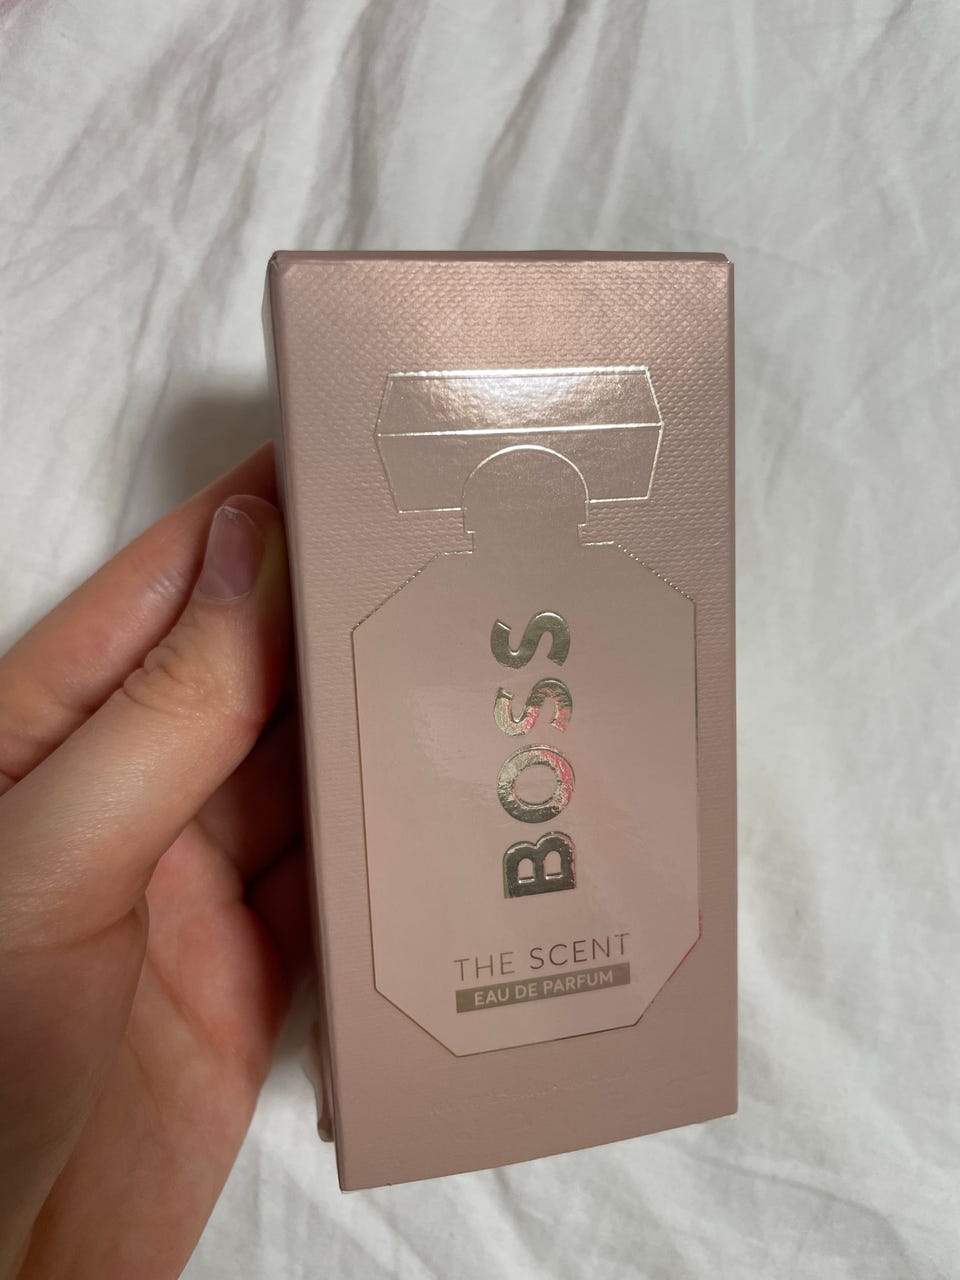 BOSS
THE SCENT
EAU DE PARFUM